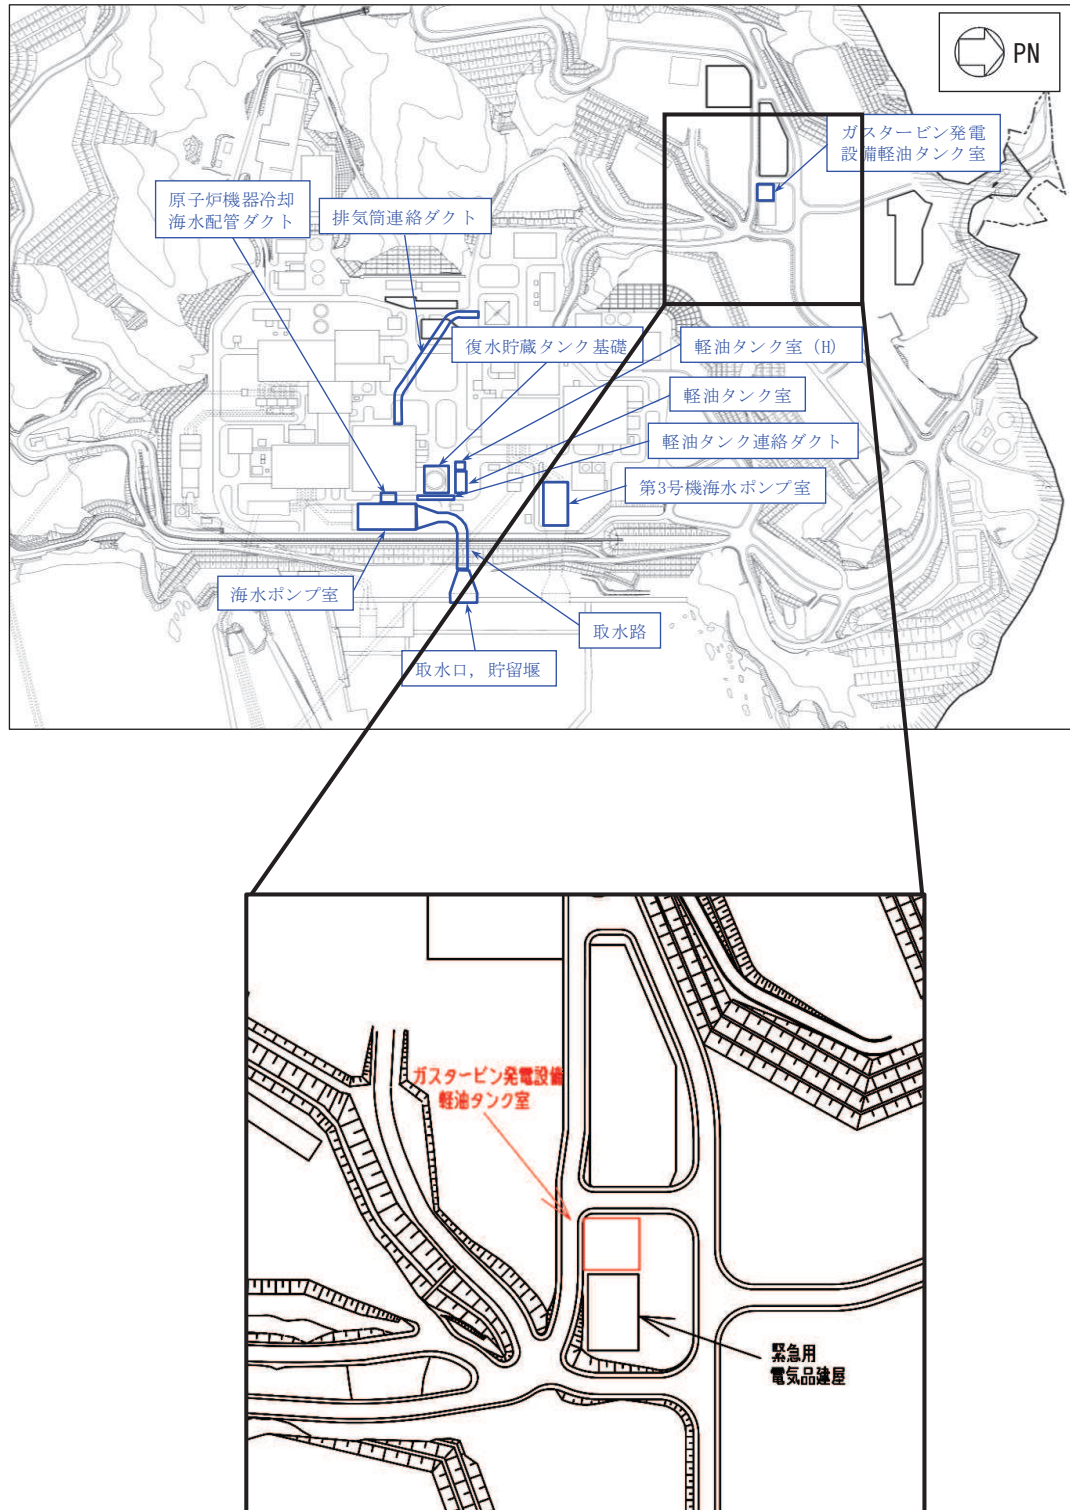 PN
ガスタービン発電
設備軽油タンク室
原子炉機器冷却
海水配管ダクト
排気筒連絡ダクト
復水貯蔵タンク基礎
軽油タンク室（H）
軽油タンク室
軽油タンク連絡ダクト
第3号機海水ポンプ室
海水ポンプ室
取水路
取水口，貯留堰
ガスタービン発電設備
軽油タンク室
緊急用
電気品建屋